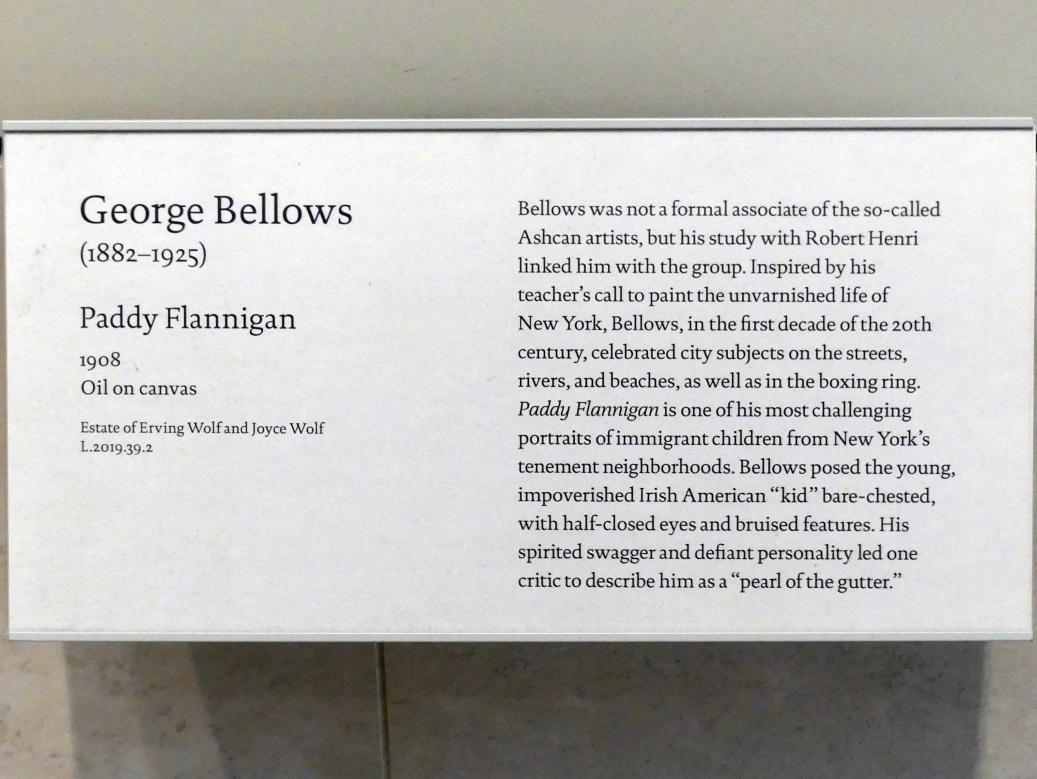 George Bellows
(1882–1925)
Paddy Flannigan
1908
Oil on canvas
Estate of Erving Wolf and Joyce Wolf
L.2019.39.2
Bellows was not a formal associate of the so-called
Ashcan artists, but his study with Robert Henri
linked him with the group. Inspired by his
teacher’s call to paint the unvarnished life of
New York, Bellows, in the first decade of the 20th
century, celebrated city subjects on the streets,
rivers, and beaches, as well as in the boxing ring.
Paddy Flannigan is one of his most challenging
portraits of immigrant children from New York’s
tenement neighborhoods. Bellows posed the young,
impoverished Irish American “kid” bare-chested,
with half-closed eyes and bruised features. His
spirited swagger and defiant personality led one
critic to describe him as a “pearl of the gutter.”